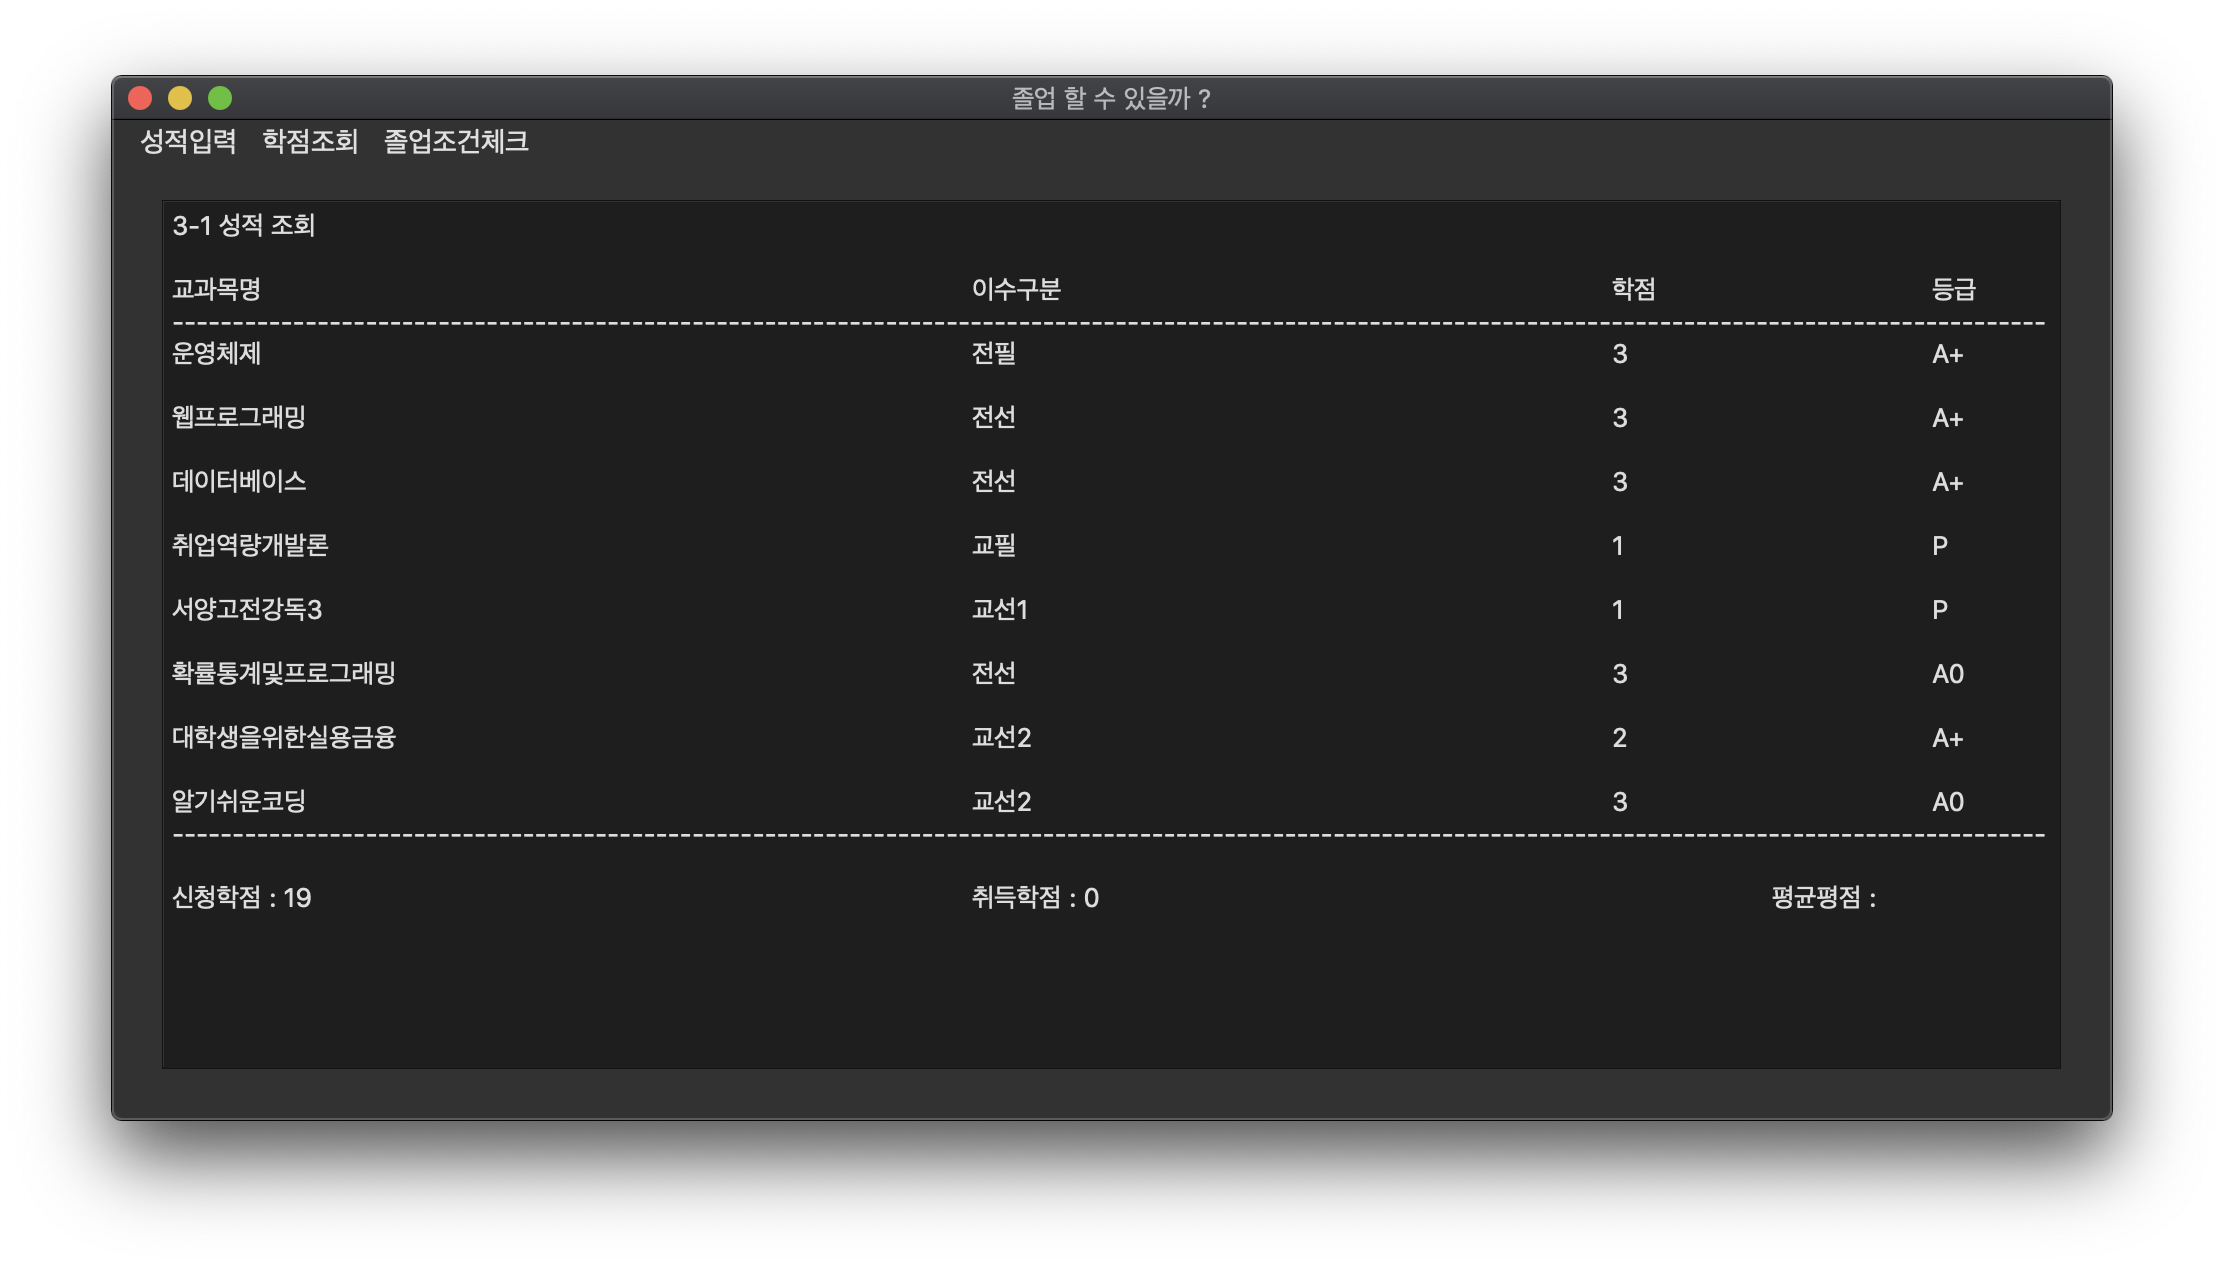 졸업 할 수 있을까 ?
성적입력 학점조회 졸업조건체크
3-1 성적 조회
교과목명 이수구분 학점 등급
------------------------------------------------------------------------------------------------------------------------------------------------------------
운영체제 전필 3 A+
웹프로그래밍 전선 3 A+
데이터베이스 전선 3 A+
취업역량개발론 교필 1 P
서양고전강독3 교선1 1 P
확률통계및프로그래밍 전선 3 A0
대학생을위한실용금융 교선2 2 A+
알기쉬운코딩 교선2 3 A0
------------------------------------------------------------------------------------------------------------------------------------------------------------
신청학점 : 19 취득학점 : 0 평균평점 :